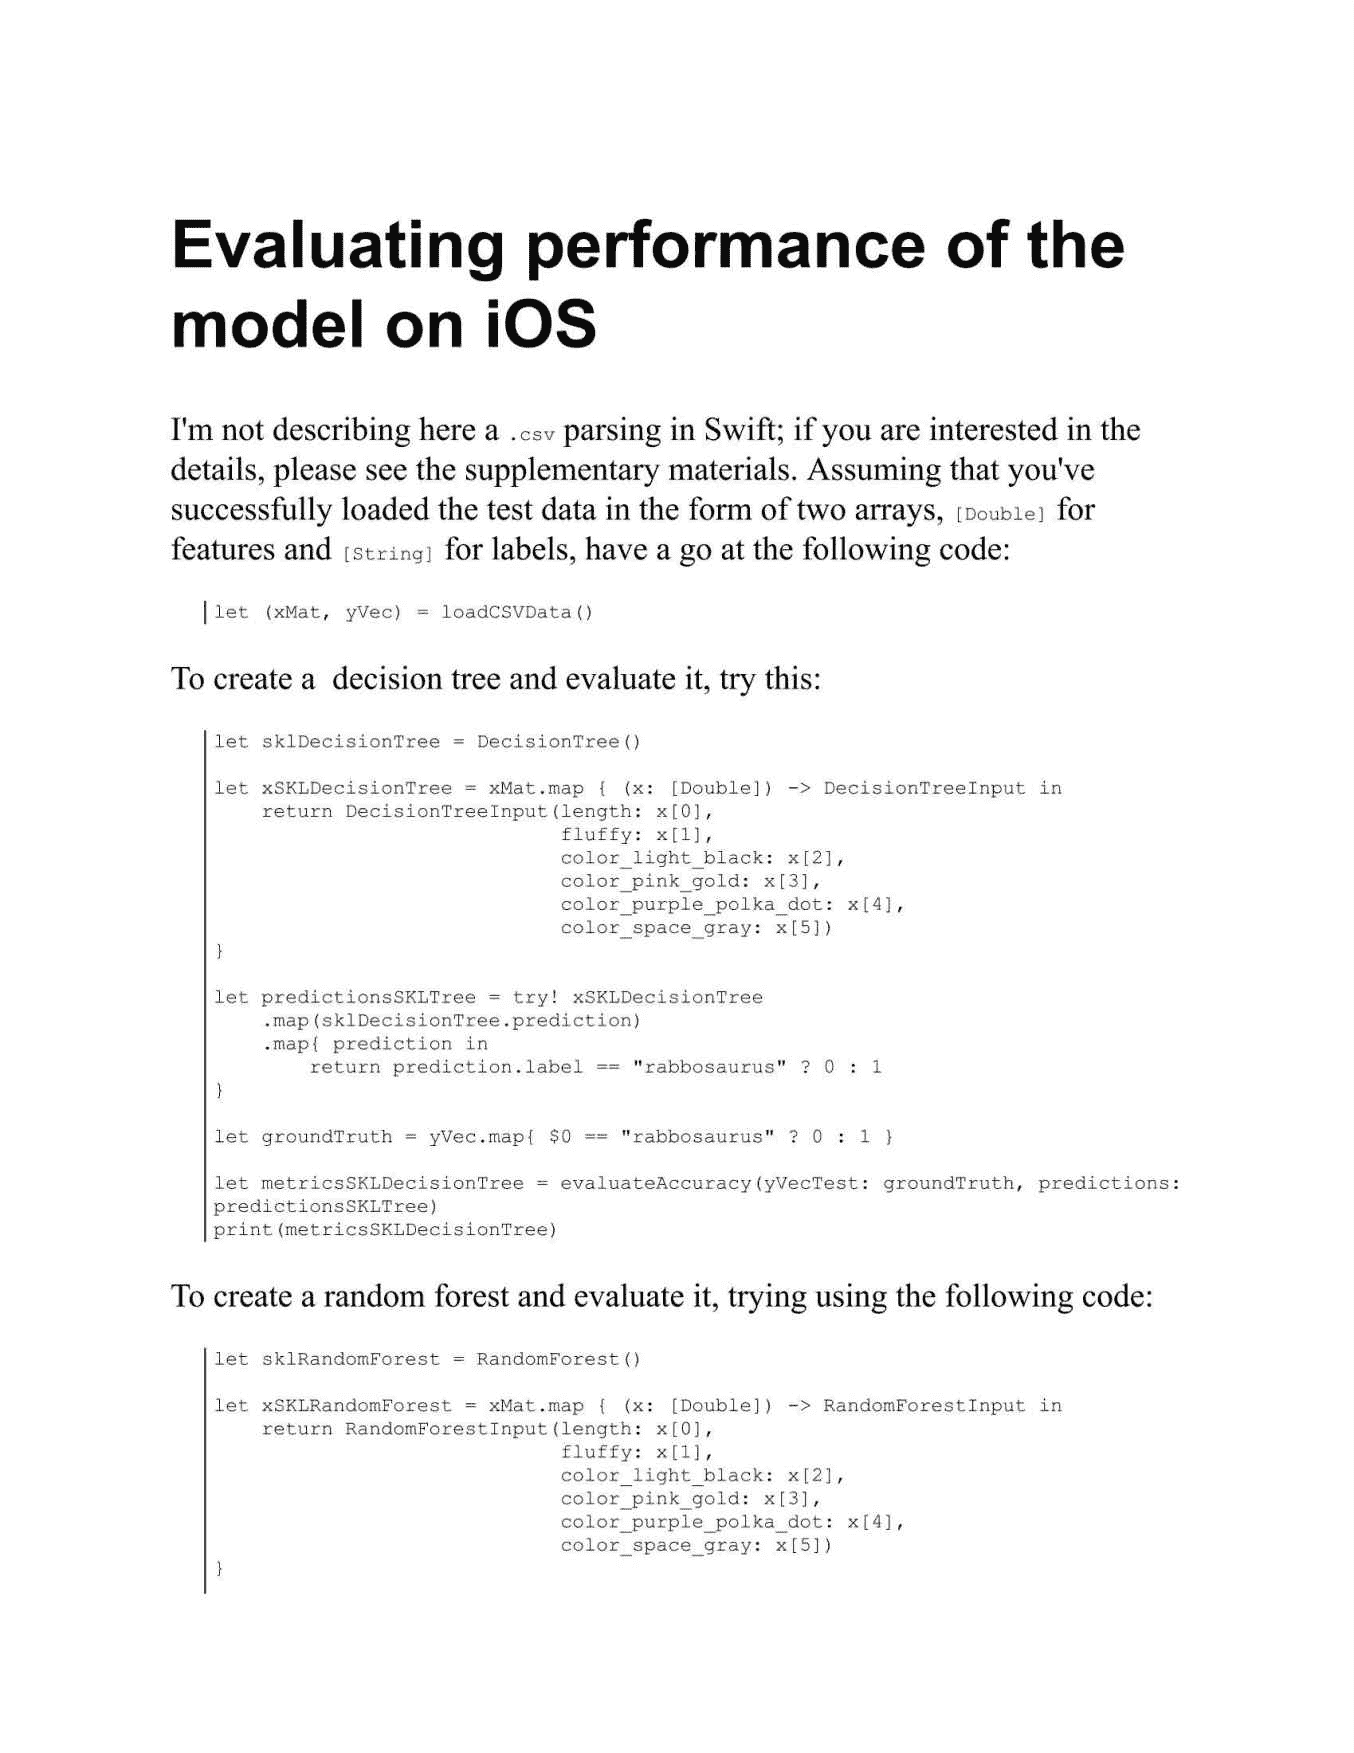 Evaluating performance of the
model on iOS
I'm not describing here a .csv parsing in Swift; if you are interested in the
details, please see the supplementary materials. Assuming that you've
successfully loaded the test data in the form of two arrays, [Double] for
features and [String] for labels, have a go at the following code:
let (xMat, yVec) = loadCSVData()
To create a  decision tree and evaluate it, try this:
let sklDecisionTree = DecisionTree()
let xSKLDecisionTree = xMat.map { (x: [Double]) -> DecisionTreeInput in
    return DecisionTreeInput(length: x[0],
                             fluffy: x[1],
                             color_light_black: x[2],
                             color_pink_gold: x[3],
                             color_purple_polka_dot: x[4],
                             color_space_gray: x[5])
}
let predictionsSKLTree = try! xSKLDecisionTree
    .map(sklDecisionTree.prediction)
    .map{ prediction in
        return prediction.label == "rabbosaurus" ? 0 : 1
}
let groundTruth = yVec.map{ $0 == "rabbosaurus" ? 0 : 1 }
let metricsSKLDecisionTree = evaluateAccuracy(yVecTest: groundTruth, predictions:
predictionsSKLTree)
print(metricsSKLDecisionTree)
To create a random forest and evaluate it, trying using the following code:
let sklRandomForest = RandomForest()
let xSKLRandomForest = xMat.map { (x: [Double]) -> RandomForestInput in
    return RandomForestInput(length: x[0],
                             fluffy: x[1],
                             color_light_black: x[2],
                             color_pink_gold: x[3],
                             color_purple_polka_dot: x[4],
                             color_space_gray: x[5])
}